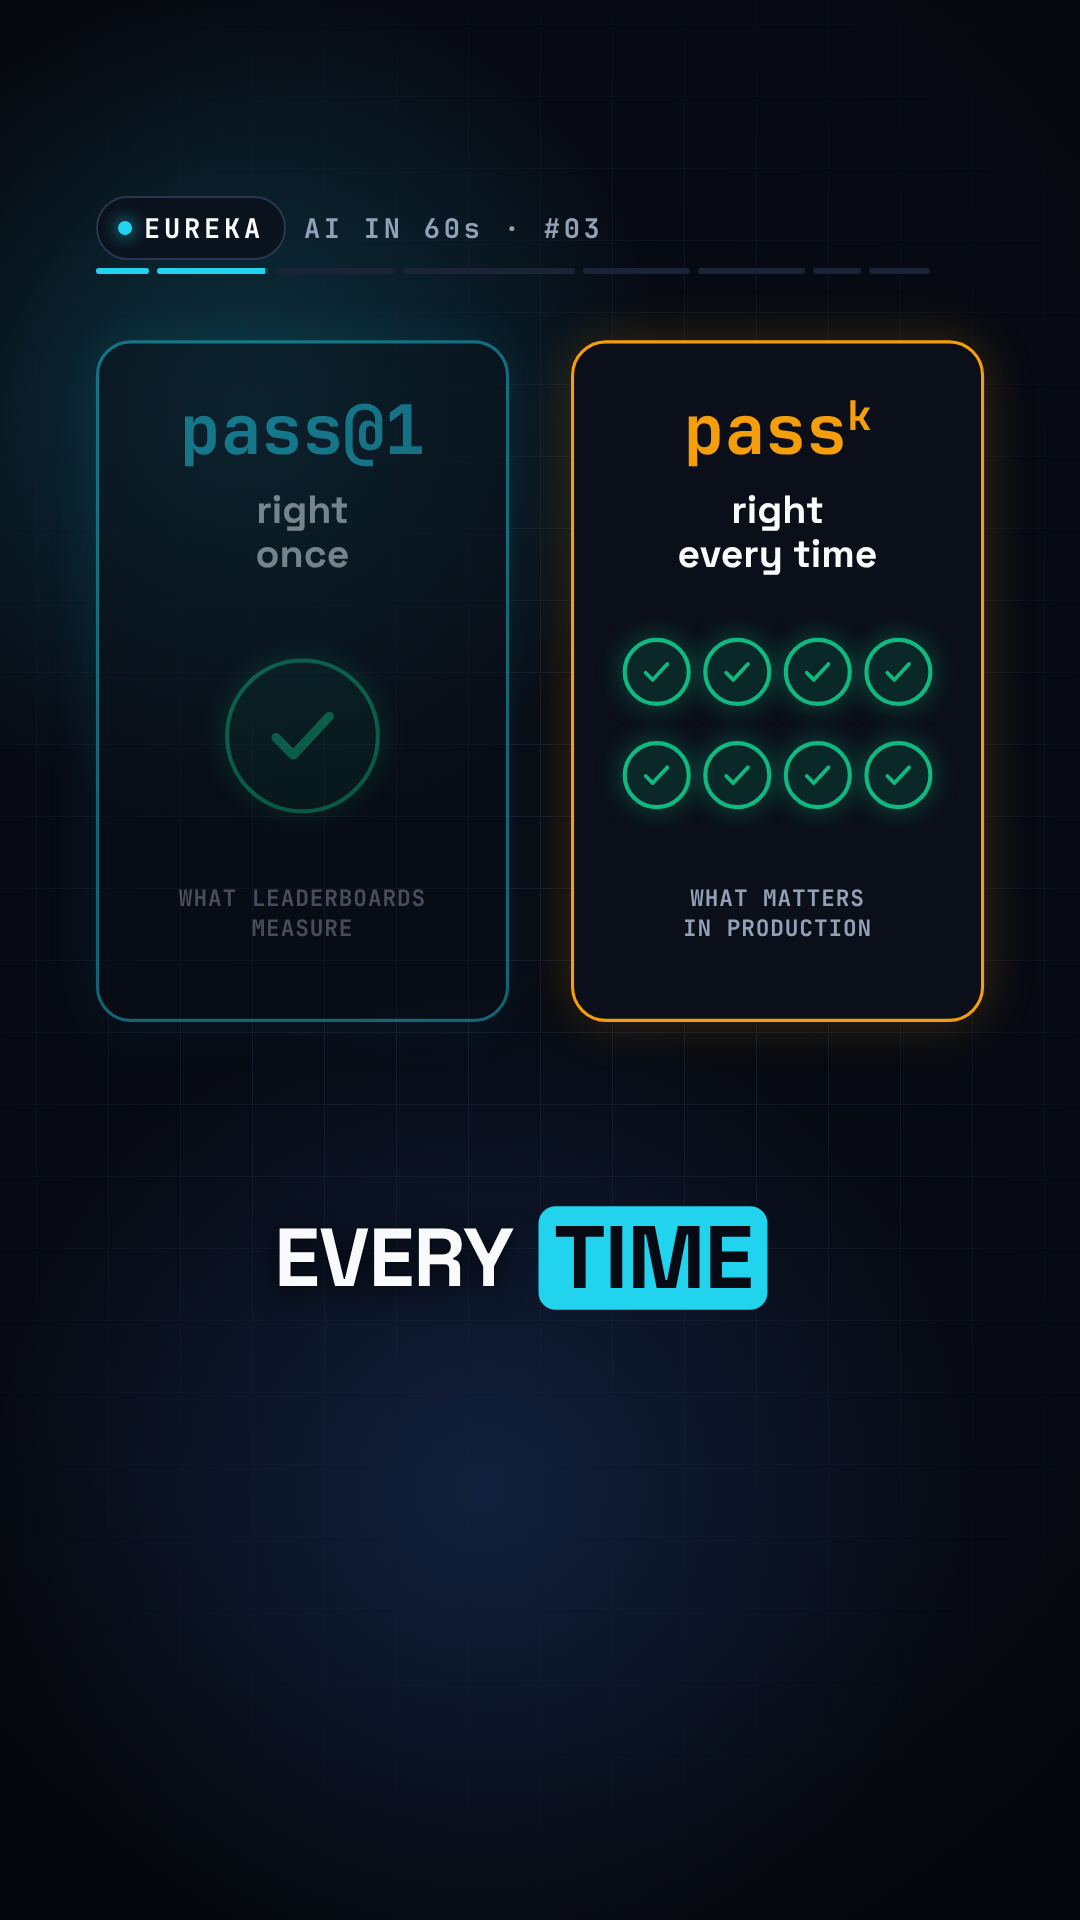 EUREKA AI IN 60s · #03
pass@1
right
once
WHAT LEADERBOARDS
MEASURE
passᵏ
right
every time
WHAT MATTERS
IN PRODUCTION
EVERY TIME